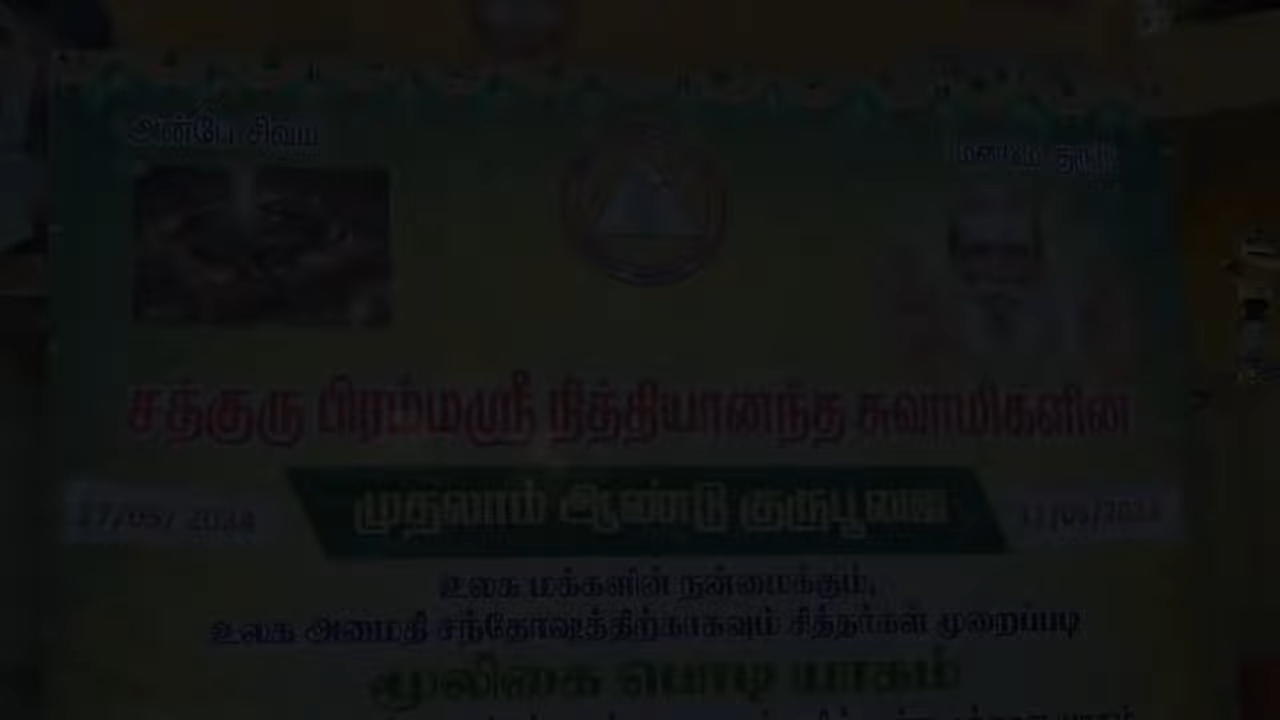 அன்பே சிவம்
சத்குரு பிரம்மஸ்ரீ நித்தியானந்த சுவாமிகளின்
முதலாம் ஆண்டு குருபூஜை
உலக மக்களின் நன்மைக்கும்,
உலக அமைதி சந்தோஷத்திற்காகவும் சித்தர்கள் முறைப்படி
மூலிகை பொடி யாகம்